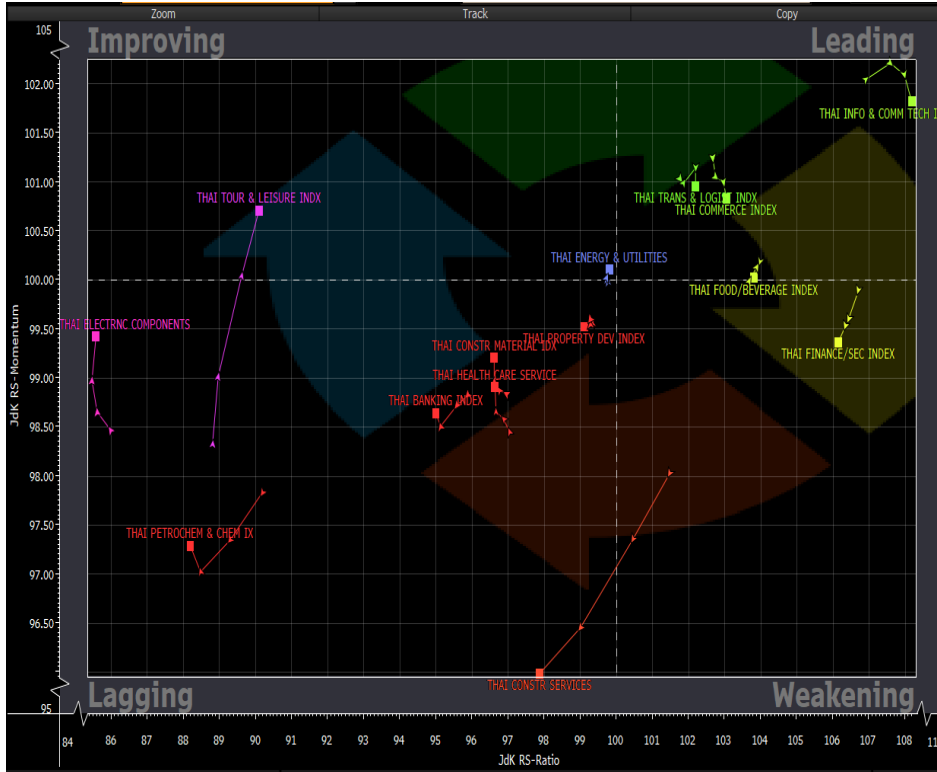 Zoom Track Copy
105
Improving Leading
102.00
THAI INFO & COMM TECH I
101.50
101.00
THAI TOUR & LEISURE INDX
THAI TRANS & LOGIST INDX
THAI COMMERCE INDEX
100.50
THAI ENERGY & UTILITIES
100.00
THAI FOOD/BEVERAGE INDEX
THAI ELECTRNC COMPONENTS
99.50
THAI PROPERTY DEV INDEX
THAI CONSTR MATERIAL IDX
THAI FINANCE/SEC INDEX
99.00
THAI HEALTH CARE SERVICE
THAI BANKING INDEX
98.50
98.00
97.50
THAI PETROCHEM & CHEM IX
97.00
96.50
THAI CONSTR SERVICES
Lagging Weakening
95
JdK RS-Momentum
84 86 87 88 89 90 91 92 93 94 95 96 97 98 99 100 101 102 103 104 105 106 107 108 11
JdK RS-Ratio